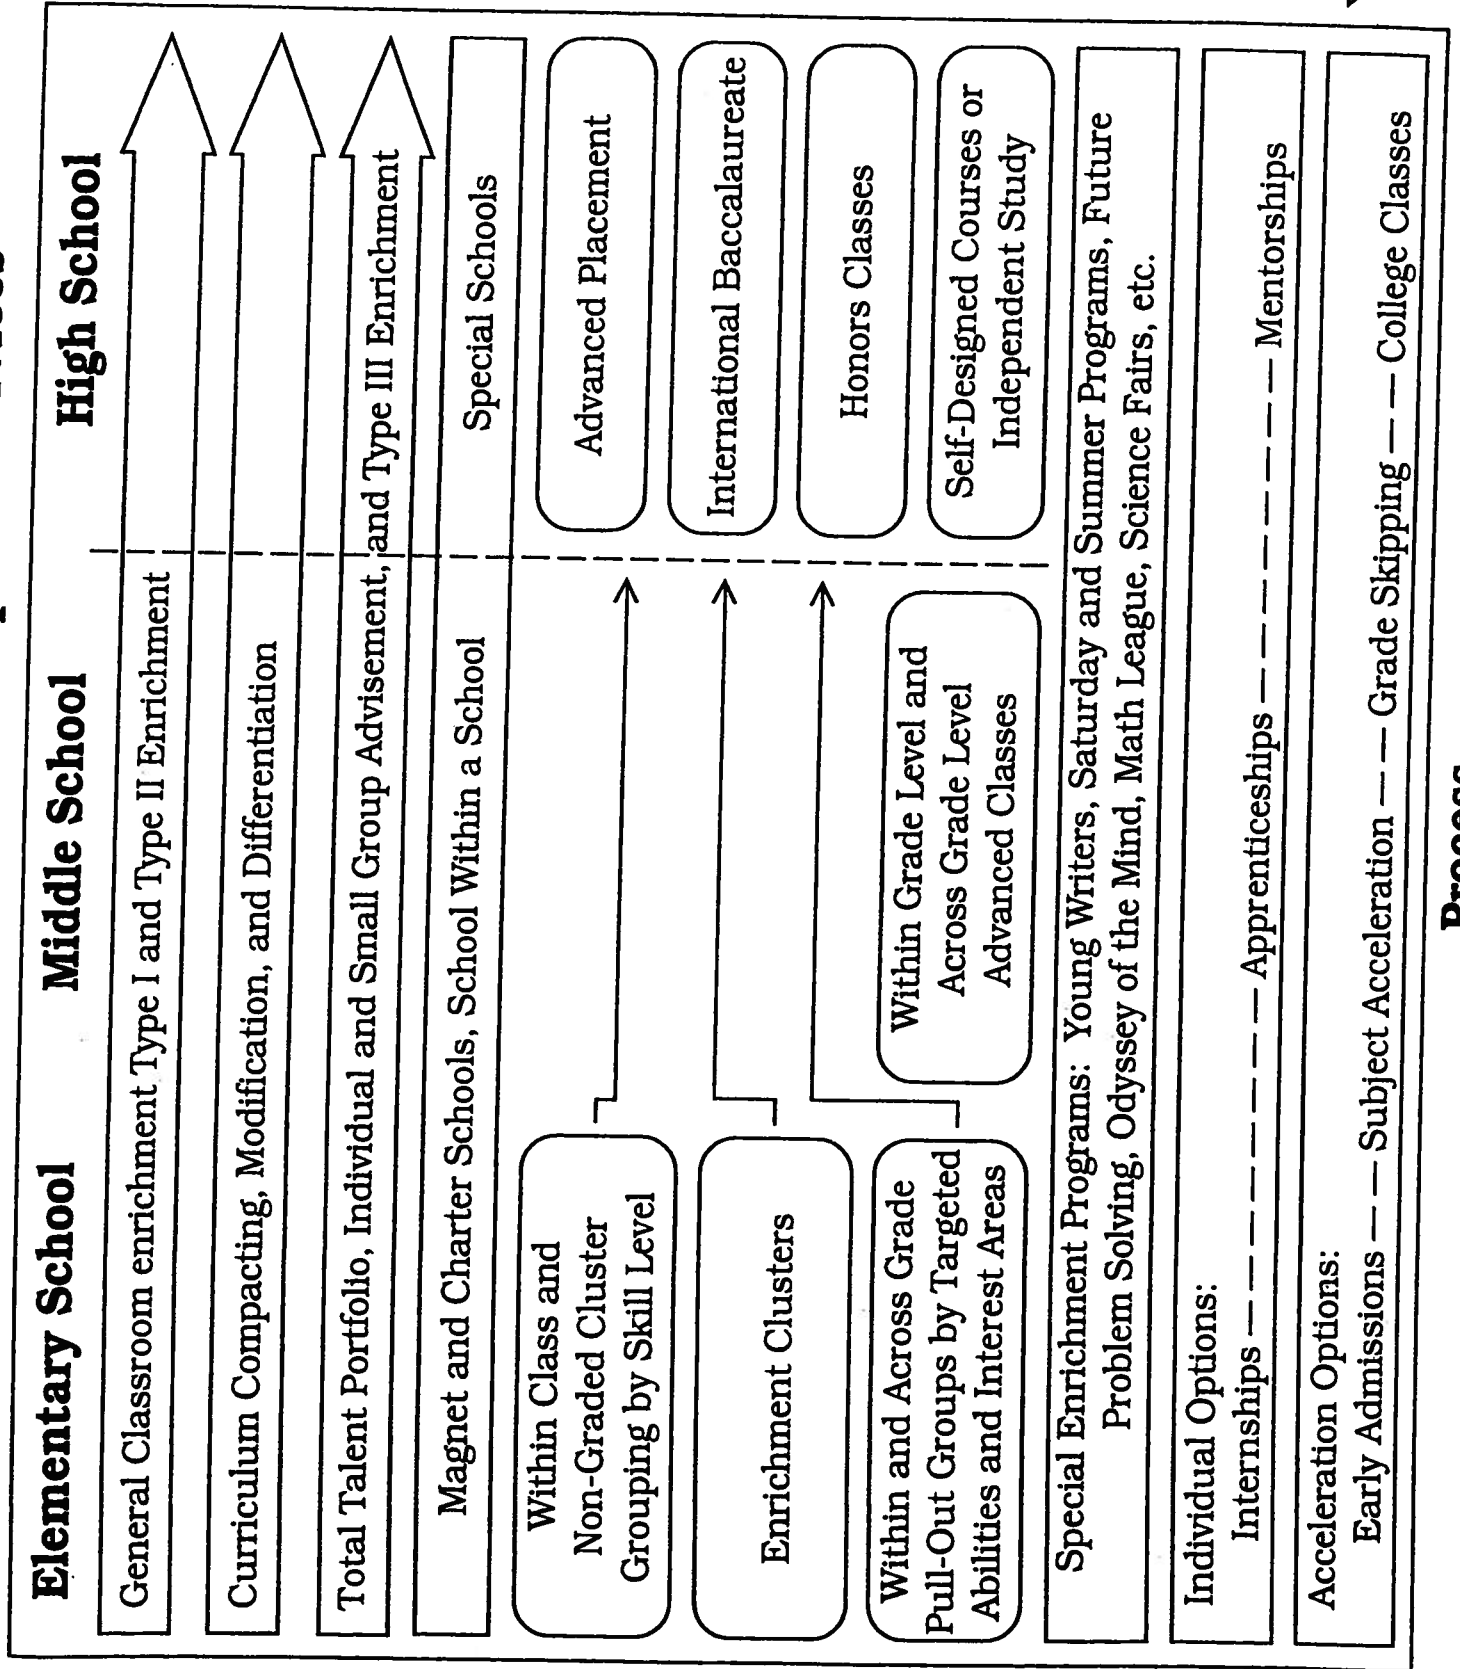 Elementary School
Middle School
High School
General Classroom enrichment Type I and Type II Enrichment
Curriculum Compacting, Modification, and Differentiation
Total Talent Portfolio, Individual and Small Group Advisement, and Type III Enrichment
Magnet and Charter Schools, School Within a School
Special Schools
Within Class and
Non-Graded Cluster
Grouping by Skill Level
Enrichment Clusters
Within and Across Grade
Pull-Out Groups by Targeted
Abilities and Interest Areas
Within Grade Level and
Across Grade Level
Advanced Classes
Advanced Placement
International Baccalaureate
Honors Classes
Self-Designed Courses or
Independent Study
Special Enrichment Programs: Young Writers, Saturday and Summer Programs, Future
Problem Solving, Odyssey of the Mind, Math League, Science Fairs, etc.
Individual Options:
Internships — — — — — — — Apprenticeships — — — — — — — Mentorships
Acceleration Options:
Early Admissions — — Subject Acceleration — — Grade Skipping — — College Classes